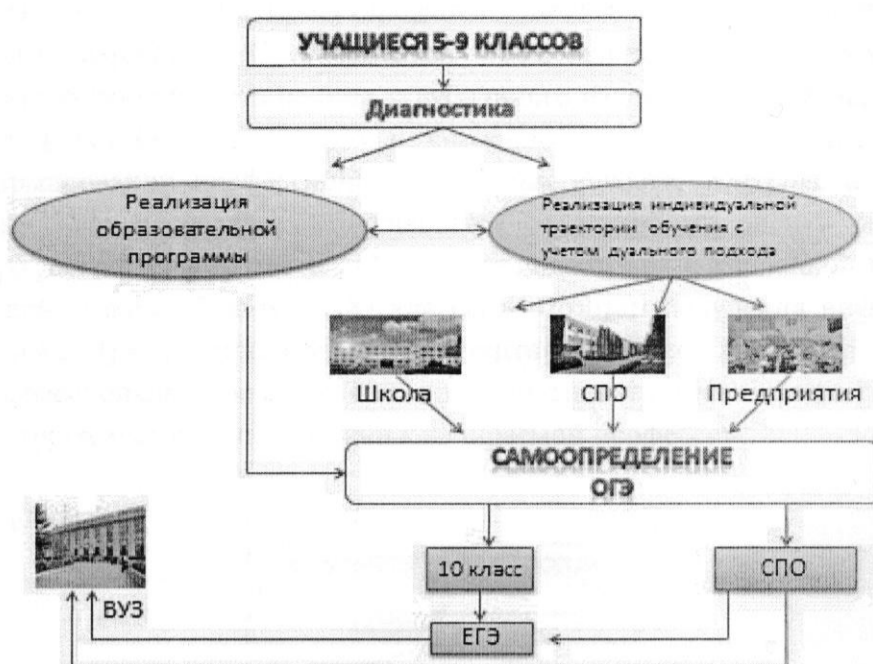 УЧАЩИЕСЯ 5-9 КЛАССОВ
Диагностика
Реализация
образовательной
программы
Реализация индивидуальной
траектории обучения с
учетом дуального подхода
Школа
СПО
Предприятия
САМООПРЕДЕЛЕНИЕ
ОГЭ
10 класс
СПО
ВУЗ
ЕГЭ